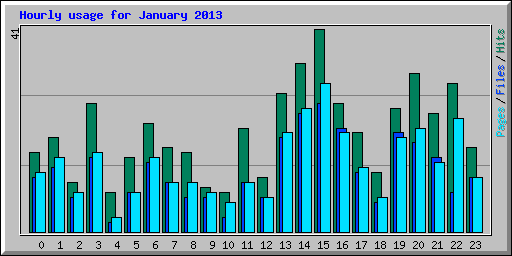 Hourly usage for January 2013
41
Pages/Files/Hits
0 1 2 3 4 5 6 7 8 9 10 11 12 13 14 15 16 17 18 19 20 21 22 23